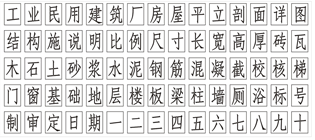 工业民用建筑厂房屋平立剖面详图
结构施说明比例尺寸长宽高厚砖瓦
木石土砂浆水泥钢筋混凝截校核梯
门窗基础地层楼板梁柱墙厕浴标号
制审定日期一二三四五六七八九十